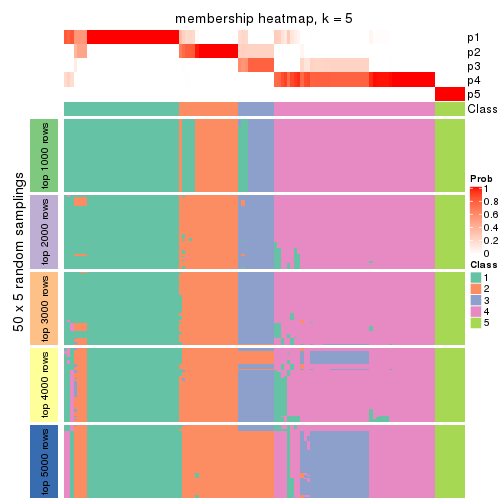 membership heatmap, k = 5
p1
p2
p3
p4
p5
Class
50 x 5 random samplings
top 1000 rows
top 2000 rows
top 3000 rows
top 4000 rows
top 5000 rows
Prob
1
0.8
0.6
0.4
0.2
0
Class
1
2
3
4
5